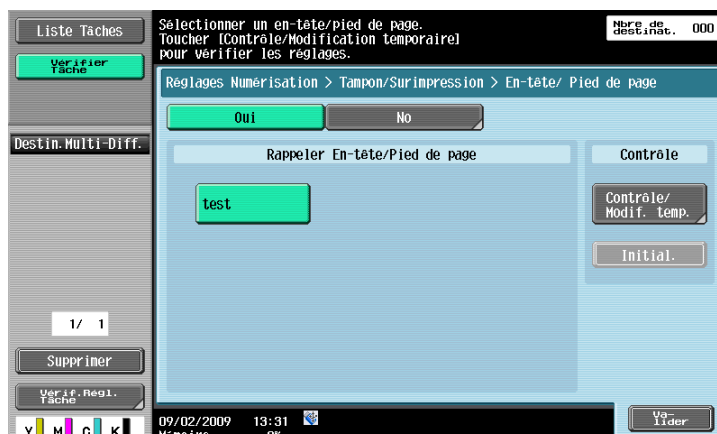 Liste Tâches
Vérifier
Tâche
Destin.Multi-Diff.
1/ 1
Supprimer
Vérif.Régl.
Tâche
Y M C K
Sélectionner un en-tête/pied de page.
Toucher [Contrôle/Modification temporaire]
pour vérifier les réglages.
Nbre de
destinat. 000
Réglages Numérisation > Tampon/Surimpression > En-tête/ Pied de page
Oui
No
Rappeler En-tête/Pied de page
test
Contrôle
Contrôle/
Modif. temp.
Initial.
09/02/2009 13:31
Mémoire 0%
Va-
lider